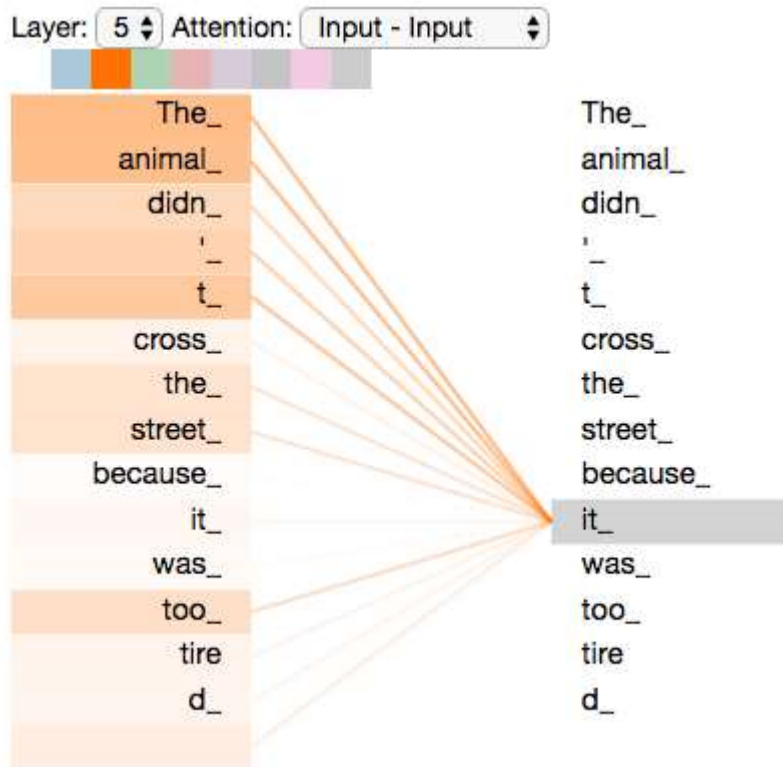 Layer: 5 Attention: Input - Input
The_ The_
animal_ animal_
didn_ didn_
'_ '_
t_ t_
cross_ cross_
the_ the_
street_ street_
because_ because_
it_ it_
was_ was_
too_ too_
tire tire
d_ d_